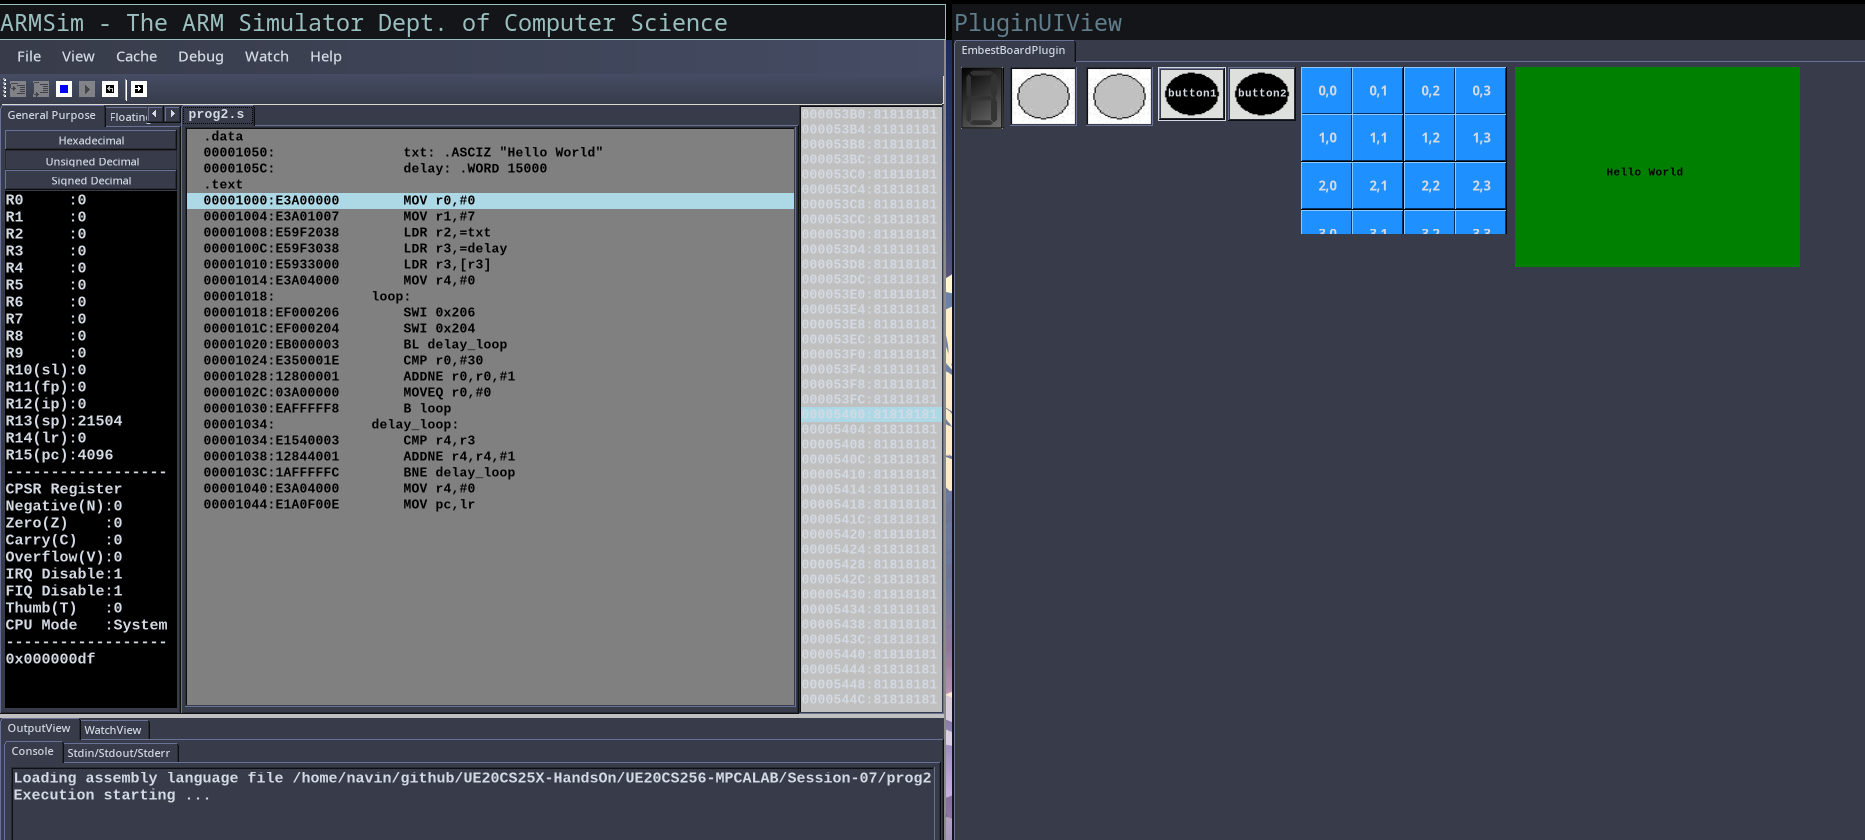 ARMSim - The ARM Simulator Dept. of Computer Science
File View Cache Debug Watch Help
General Purpose Floating
Hexadecimal
Unsigned Decimal
Signed Decimal
R0 :0
R1 :0
R2 :0
R3 :0
R4 :0
R5 :0
R6 :0
R7 :0
R8 :0
R9 :0
R10(sl):0
R11(fp):0
R12(ip):0
R13(sp):21504
R14(lr):0
R15(pc):4096
------------------
CPSR Register
Negative(N):0
Zero(Z) :0
Carry(C) :0
Overflow(V):0
IRQ Disable:1
FIQ Disable:1
Thumb(T) :0
CPU Mode :System
------------------
0x000000df
prog2.s
.data
00001050: txt: .ASCIZ "Hello World"
0000105C: delay: .WORD 15000
.text
00001000:E3A00000 MOV r0,#0
00001004:E3A01007 MOV r1,#7
00001008:E59F2038 LDR r2,=txt
0000100C:E59F3038 LDR r3,=delay
00001010:E5933000 LDR r3,[r3]
00001014:E3A04000 MOV r4,#0
00001018: loop:
00001018:EF000206 SWI 0x206
0000101C:EF000204 SWI 0x204
00001020:EB000003 BL delay_loop
00001024:E350001E CMP r0,#30
00001028:12800001 ADDNE r0,r0,#1
0000102C:03A00000 MOVEQ r0,#0
00001030:EAFFFFF8 B loop
00001034: delay_loop:
00001034:E1540003 CMP r4,r3
00001038:12844001 ADDNE r4,r4,#1
0000103C:1AFFFFFC BNE delay_loop
00001040:E3A04000 MOV r4,#0
00001044:E1A0F00E MOV pc,lr
000053B0:81818181
000053B4:81818181
000053B8:81818181
000053BC:81818181
000053C0:81818181
000053C4:81818181
000053C8:81818181
000053CC:81818181
000053D0:81818181
000053D4:81818181
000053D8:81818181
000053DC:81818181
000053E0:81818181
000053E4:81818181
000053E8:81818181
000053EC:81818181
000053F0:81818181
000053F4:81818181
000053F8:81818181
000053FC:81818181
00005400:81818181
00005404:81818181
00005408:81818181
0000540C:81818181
00005410:81818181
00005414:81818181
00005418:81818181
0000541C:81818181
00005420:81818181
00005424:81818181
00005428:81818181
0000542C:81818181
00005430:81818181
00005434:81818181
00005438:81818181
0000543C:81818181
00005440:81818181
00005444:81818181
00005448:81818181
0000544C:81818181
OutputView WatchView
Console Stdin/Stdout/Stderr
Loading assembly language file /home/navin/github/UE20CS25X-HandsOn/UE20CS256-MPCALAB/Session-07/prog2
Execution starting ...
PluginUIView
EmbestBoardPlugin
button1 button2
0,0 0,1 0,2 0,3
1,0 1,1 1,2 1,3
2,0 2,1 2,2 2,3
3,0 3,1 3,2 3,3
Hello World